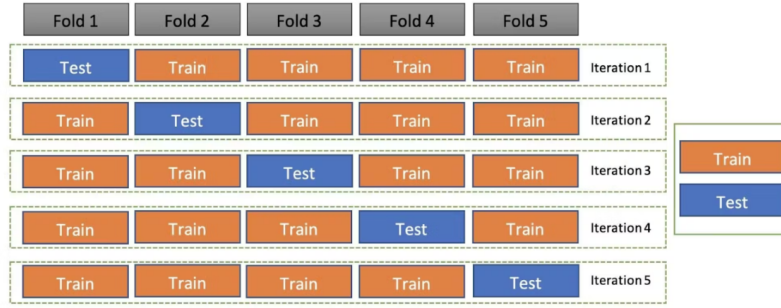 Fold 1 Fold 2 Fold 3 Fold 4 Fold 5
Test Train Train Train Train Iteration 1
Train Test Train Train Train Iteration 2
Train Train Test Train Train Iteration 3
Train Train Train Test Train Iteration 4
Train Train Train Train Test Iteration 5
Train
Test